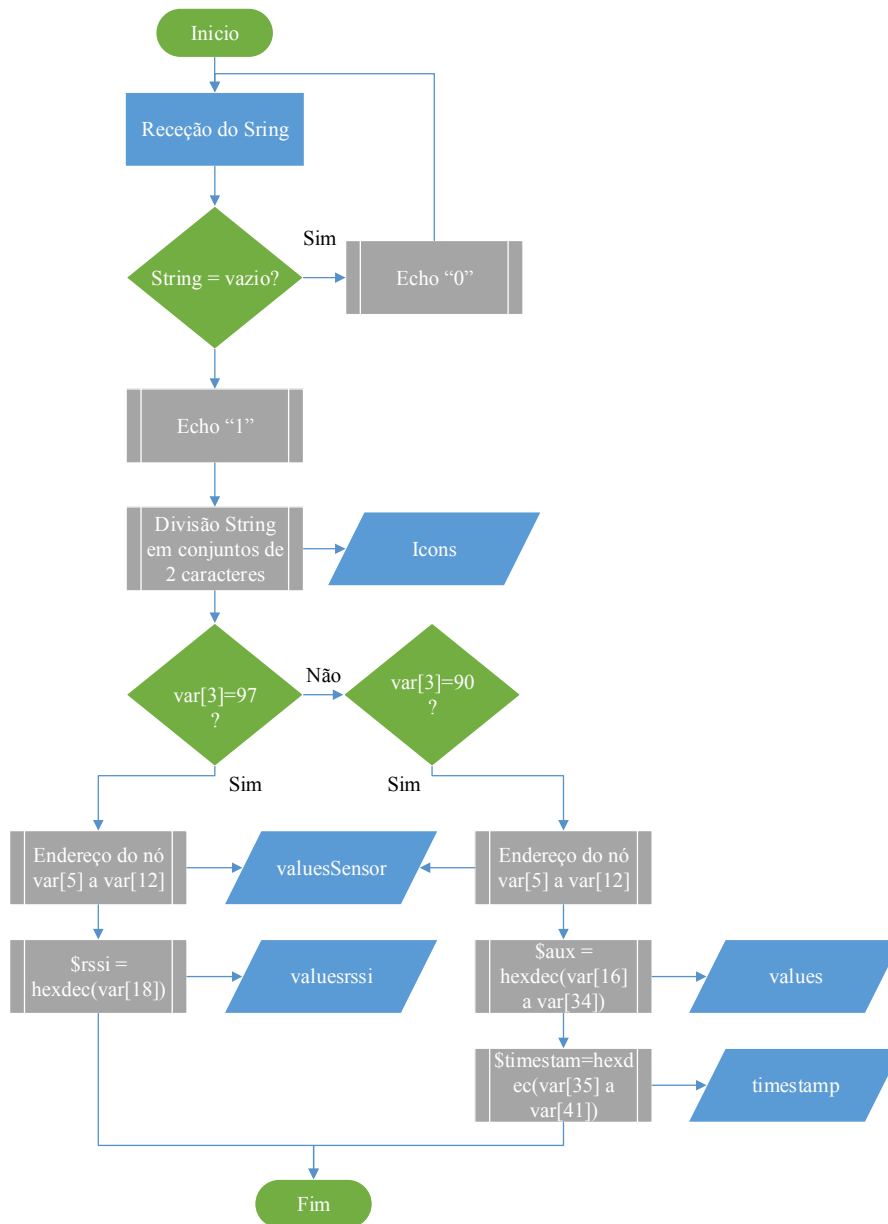 Inicio
Receção do Sring
Sim
String = vazio?
Echo “0”
Echo “1”
Divisão String
em conjuntos de
2 caracteres
Icons
Não
var[3]=97
?
var[3]=90
?
Sim
Sim
Endereço do nó
var[5] a var[12]
valuesSensor
Endereço do nó
var[5] a var[12]
$rssi =
hexdec(var[18])
valuesrssi
$aux =
hexdec(var[16]
a var[34])
values
$timestam=hexd
ec(var[35] a
var[41])
timestamp
Fim